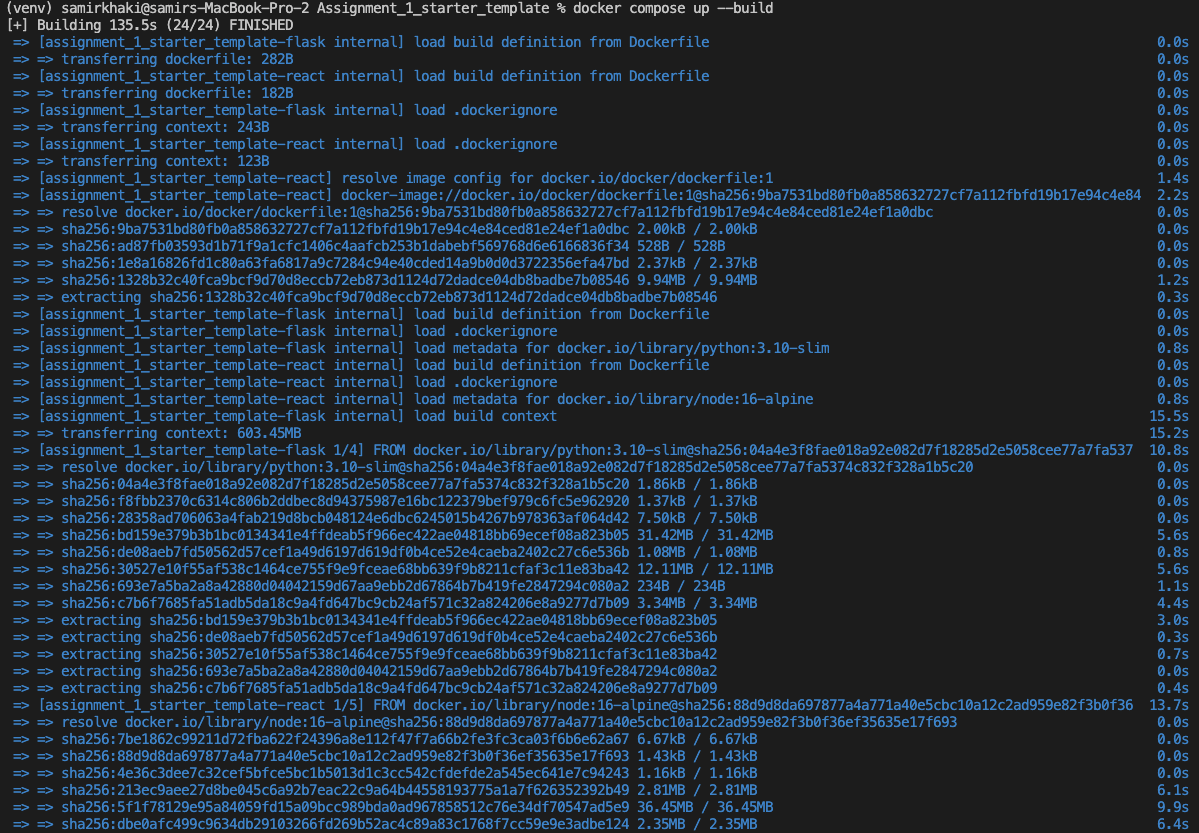 (venv) samirkhaki@samirs-MacBook-Pro-2 Assignment_1_starter_template % docker compose up --build
[+] Building 135.5s (24/24) FINISHED
=> [assignment_1_starter_template-flask internal] load build definition from Dockerfile 0.0s
=> => transferring dockerfile: 282B 0.0s
=> [assignment_1_starter_template-react internal] load build definition from Dockerfile 0.0s
=> => transferring dockerfile: 182B 0.0s
=> [assignment_1_starter_template-flask internal] load .dockerignore 0.0s
=> => transferring context: 243B 0.0s
=> [assignment_1_starter_template-react internal] load .dockerignore 0.0s
=> => transferring context: 123B 0.0s
=> [assignment_1_starter_template-react] resolve image config for docker.io/docker/dockerfile:1 1.4s
=> [assignment_1_starter_template-react] docker-image://docker.io/docker/dockerfile:1@sha256:9ba7531bd80fb0a858632727cf7a112fbfd19b17e94c4e84 2.2s
=> => resolve docker.io/docker/dockerfile:1@sha256:9ba7531bd80fb0a858632727cf7a112fbfd19b17e94c4e84ced81e24ef1a0dbc 0.0s
=> => sha256:9ba7531bd80fb0a858632727cf7a112fbfd19b17e94c4e84ced81e24ef1a0dbc 2.00kB / 2.00kB 0.0s
=> => sha256:ad87fb03593d1b71f9a1cfc1406c4aafcb253b1dabebf569768d6e6166836f34 528B / 528B 0.0s
=> => sha256:1e8a16826fd1c80a63fa6817a9c7284c94e40cded14a9b0d0d3722356efa47bd 2.37kB / 2.37kB 0.0s
=> => sha256:1328b32c40fca9bcf9d70d8eccb72eb873d1124d72dadce04db8badbe7b08546 9.94MB / 9.94MB 1.2s
=> => extracting sha256:1328b32c40fca9bcf9d70d8eccb72eb873d1124d72dadce04db8badbe7b08546 0.3s
=> [assignment_1_starter_template-flask internal] load build definition from Dockerfile 0.0s
=> [assignment_1_starter_template-flask internal] load .dockerignore 0.0s
=> [assignment_1_starter_template-flask internal] load metadata for docker.io/library/python:3.10-slim 0.8s
=> [assignment_1_starter_template-react internal] load build definition from Dockerfile 0.0s
=> [assignment_1_starter_template-react internal] load .dockerignore 0.0s
=> [assignment_1_starter_template-react internal] load metadata for docker.io/library/node:16-alpine 0.8s
=> [assignment_1_starter_template-flask internal] load build context 15.5s
=> => transferring context: 603.45MB 15.2s
=> [assignment_1_starter_template-flask 1/4] FROM docker.io/library/python:3.10-slim@sha256:04a4e3f8fae018a92e082d7f18285d2e5058cee77a7fa537 10.8s
=> => resolve docker.io/library/python:3.10-slim@sha256:04a4e3f8fae018a92e082d7f18285d2e5058cee77a7fa5374c832f328a1b5c20 0.0s
=> => sha256:04a4e3f8fae018a92e082d7f18285d2e5058cee77a7fa5374c832f328a1b5c20 1.86kB / 1.86kB 0.0s
=> => sha256:f8fbb2370c6314c806b2ddbec8d94375987e16bc122379bef979c6fc5e962920 1.37kB / 1.37kB 0.0s
=> => sha256:28358ad706063a4fab219d8bcb048124e6dbc6245015b4267b978363af064d42 7.50kB / 7.50kB 0.0s
=> => sha256:bd159e379b3b1bc0134341e4ffdeab5f966ec422ae04818bb69ecef08a823b05 31.42MB / 31.42MB 5.6s
=> => sha256:de08aeb7fd50562d57cef1a49d6197d619df0b4ce52e4caeba2402c27c6e536b 1.08MB / 1.08MB 0.8s
=> => sha256:30527e10f55af538c1464ce755f9e9fceae68bb639f9b8211cfaf3c11e83ba42 12.11MB / 12.11MB 5.6s
=> => sha256:693e7a5ba2a8a42880d04042159d67aa9ebb2d67864b7b419fe2847294c080a2 234B / 234B 1.1s
=> => sha256:c7b6f7685fa51adb5da18c9a4fd647bc9cb24af571c32a824206e8a9277d7b09 3.34MB / 3.34MB 4.4s
=> => extracting sha256:bd159e379b3b1bc0134341e4ffdeab5f966ec422ae04818bb69ecef08a823b05 3.0s
=> => extracting sha256:de08aeb7fd50562d57cef1a49d6197d619df0b4ce52e4caeba2402c27c6e536b 0.3s
=> => extracting sha256:30527e10f55af538c1464ce755f9e9fceae68bb639f9b8211cfaf3c11e83ba42 0.7s
=> => extracting sha256:693e7a5ba2a8a42880d04042159d67aa9ebb2d67864b7b419fe2847294c080a2 0.0s
=> => extracting sha256:c7b6f7685fa51adb5da18c9a4fd647bc9cb24af571c32a824206e8a9277d7b09 0.4s
=> [assignment_1_starter_template-react 1/5] FROM docker.io/library/node:16-alpine@sha256:88d9d8da697877a4a771a40e5cbc10a12c2ad959e82f3b0f36 13.7s
=> => resolve docker.io/library/node:16-alpine@sha256:88d9d8da697877a4a771a40e5cbc10a12c2ad959e82f3b0f36ef35635e17f693 0.0s
=> => sha256:7be1862c99211d72fba622f24396a8e112f47f7a66b2fe3fc3ca03f6b6e62a67 6.67kB / 6.67kB 0.0s
=> => sha256:88d9d8da697877a4a771a40e5cbc10a12c2ad959e82f3b0f36ef35635e17f693 1.43kB / 1.43kB 0.0s
=> => sha256:4e36c3dee7c32cef5bfce5bc1b5013d1c3cc542cfdefde2a545ec641e7c94243 1.16kB / 1.16kB 0.0s
=> => sha256:213ec9aee27d8be045c6a92b7eac22c9a64b44558193775a1a7f626352392b49 2.81MB / 2.81MB 6.1s
=> => sha256:5f1f78129e95a84059fd15a09bcc989bda0ad967858512c76e34df70547ad5e9 36.45MB / 36.45MB 9.9s
=> => sha256:dbe0afc499c9634db29103266fd269b52ac4c89a83c1768f7cc59e9e3adbe124 2.35MB / 2.35MB 6.4s